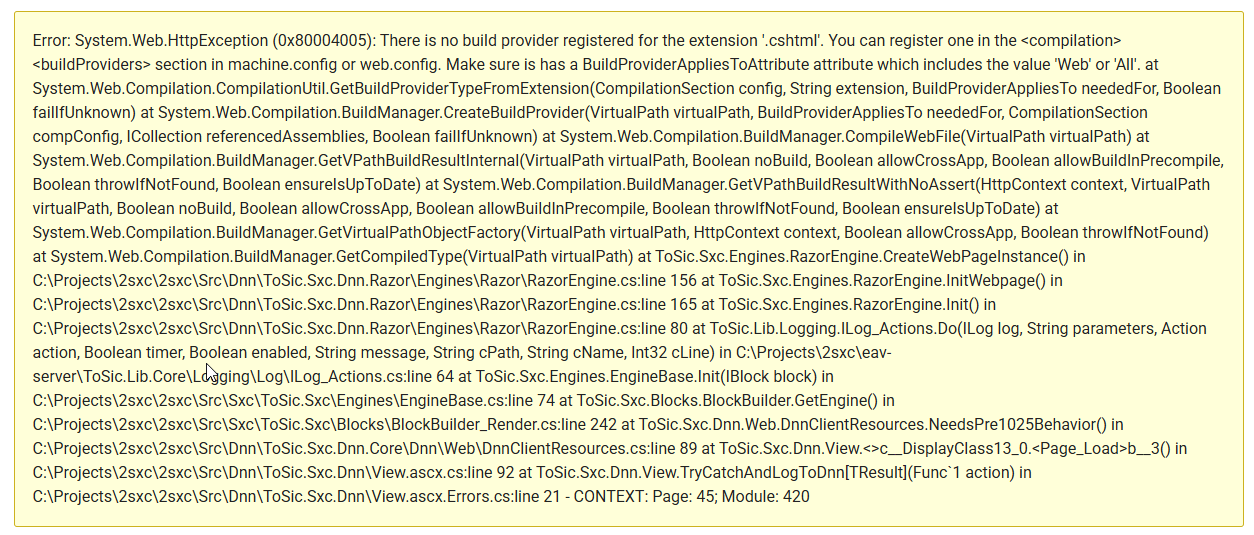 Error: System.Web.HttpException (0x80004005): There is no build provider registered for the extension '.cshtml'. You can register one in the <compilation>
<buildProviders> section in machine.config or web.config. Make sure is has a BuildProviderAppliesToAttribute attribute which includes the value 'Web' or 'All'. at
System.Web.Compilation.CompilationUtil.GetBuildProviderTypeFromExtension(CompilationSection config, String extension, BuildProviderAppliesTo neededFor, Boolean
failIfUnknown) at System.Web.Compilation.BuildManager.CreateBuildProvider(VirtualPath virtualPath, BuildProviderAppliesTo neededFor, CompilationSection
compConfig, ICollection referencedAssemblies, Boolean failIfUnknown) at System.Web.Compilation.BuildManager.CompileWebFile(VirtualPath virtualPath) at
System.Web.Compilation.BuildManager.GetVPathBuildResultInternal(VirtualPath virtualPath, Boolean noBuild, Boolean allowCrossApp, Boolean allowBuildInPrecompile,
Boolean throwIfNotFound, Boolean ensureIsUpToDate) at System.Web.Compilation.BuildManager.GetVPathBuildResultWithNoAssert(HttpContext context, VirtualPath
virtualPath, Boolean noBuild, Boolean allowCrossApp, Boolean allowBuildInPrecompile, Boolean throwIfNotFound, Boolean ensureIsUpToDate) at
System.Web.Compilation.BuildManager.GetVirtualPathObjectFactory(VirtualPath virtualPath, HttpContext context, Boolean allowCrossApp, Boolean throwIfNotFound)
at System.Web.Compilation.BuildManager.GetCompiledType(VirtualPath virtualPath) at ToSic.Sxc.Engines.RazorEngine.CreateWebPageInstance() in
C:\Projects\2sxc\2sxc\Src\Dnn\ToSic.Sxc.Dnn.Razor\Engines\Razor\RazorEngine.cs:line 156 at ToSic.Sxc.Engines.RazorEngine.InitWebpage() in
C:\Projects\2sxc\2sxc\Src\Dnn\ToSic.Sxc.Dnn.Razor\Engines\Razor\RazorEngine.cs:line 165 at ToSic.Sxc.Engines.RazorEngine.Init() in
C:\Projects\2sxc\2sxc\Src\Dnn\ToSic.Sxc.Dnn.Razor\Engines\Razor\RazorEngine.cs:line 80 at ToSic.Lib.Logging.ILog_Actions.Do(ILog log, String parameters, Action
action, Boolean timer, Boolean enabled, String message, String cPath, String cName, Int32 cLine) in C:\Projects\2sxc\eav-
server\ToSic.Lib.Core\Logging\Log\ILog_Actions.cs:line 64 at ToSic.Sxc.Engines.EngineBase.Init(IBlock block) in
C:\Projects\2sxc\2sxc\Src\Sxc\ToSic.Sxc\Engines\EngineBase.cs:line 74 at ToSic.Sxc.Blocks.BlockBuilder.GetEngine() in
C:\Projects\2sxc\2sxc\Src\Sxc\ToSic.Sxc\Blocks\BlockBuilder_Render.cs:line 242 at ToSic.Sxc.Dnn.Web.DnnClientResources.NeedsPre1025Behavior() in
C:\Projects\2sxc\2sxc\Src\Dnn\ToSic.Sxc.Dnn.Core\Dnn\Web\DnnClientResources.cs:line 89 at ToSic.Sxc.Dnn.View.<>c__DisplayClass13_0.<Page_Load>b__3() in
C:\Projects\2sxc\2sxc\Src\Dnn\ToSic.Sxc.Dnn\View.ascx.cs:line 92 at ToSic.Sxc.Dnn.View.TryCatchAndLogToDnn[TResult](Func`1 action) in
C:\Projects\2sxc\2sxc\Src\Dnn\ToSic.Sxc.Dnn\View.ascx.Errors.cs:line 21 - CONTEXT: Page: 45; Module: 420